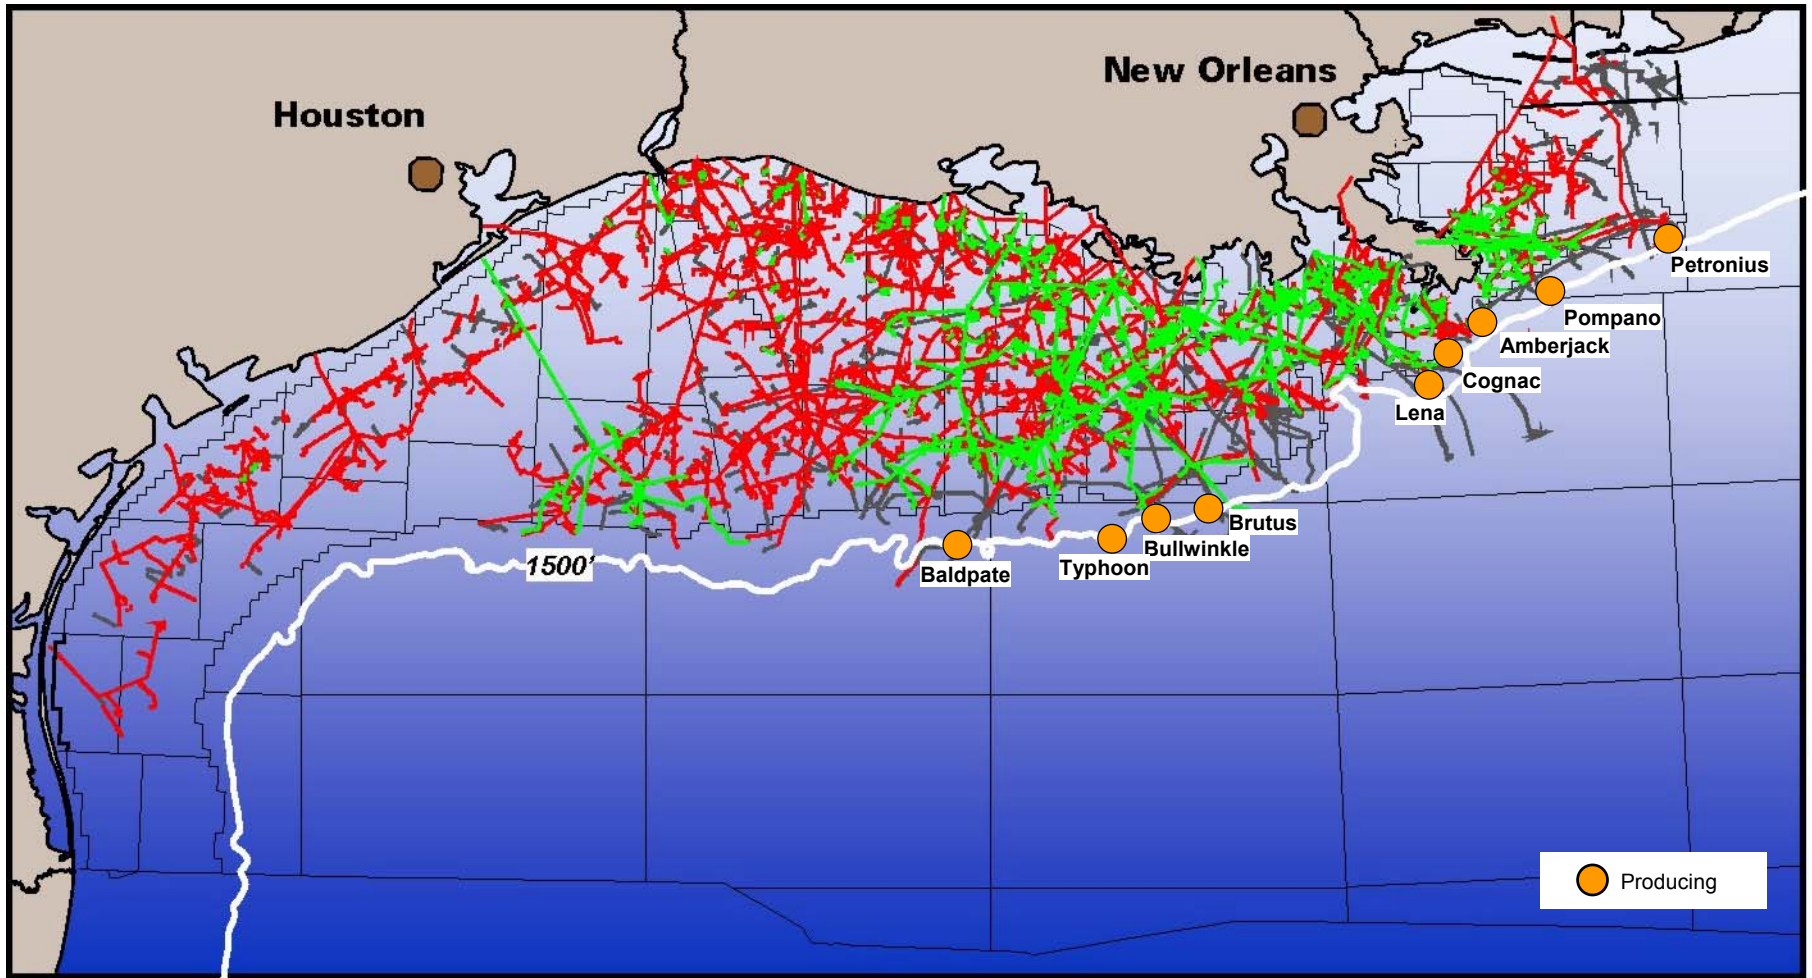 New Orleans
Houston
Petronius
Pompano
Amberjack
Cognac
Lena
Brutus
Bullwinkle
1500’
Typhoon
Baldpate
Producing